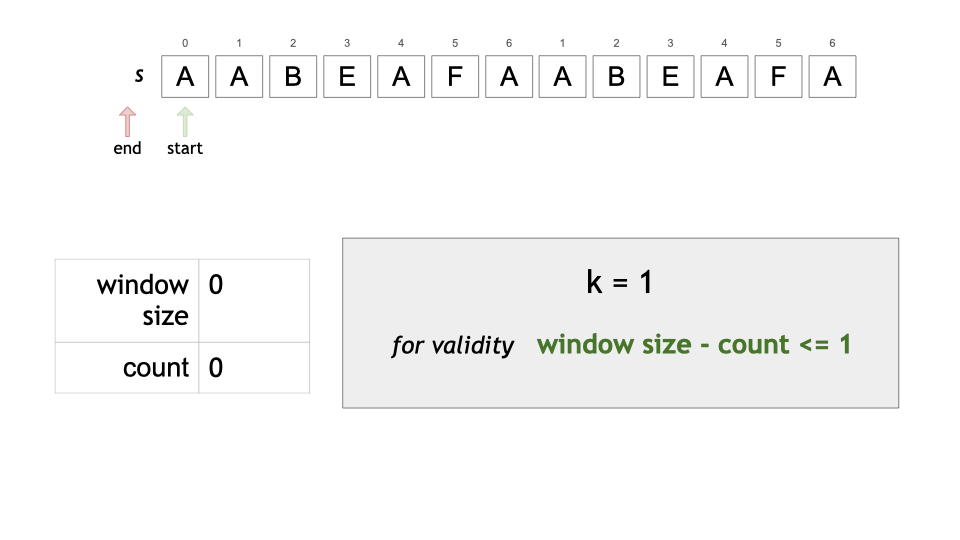 0 1 2 3 4 5 6 1 2 3 4 5 6
s A A B E A F A A B E A F A
end start
window size 0
count 0
k = 1
for validity window size - count <= 1